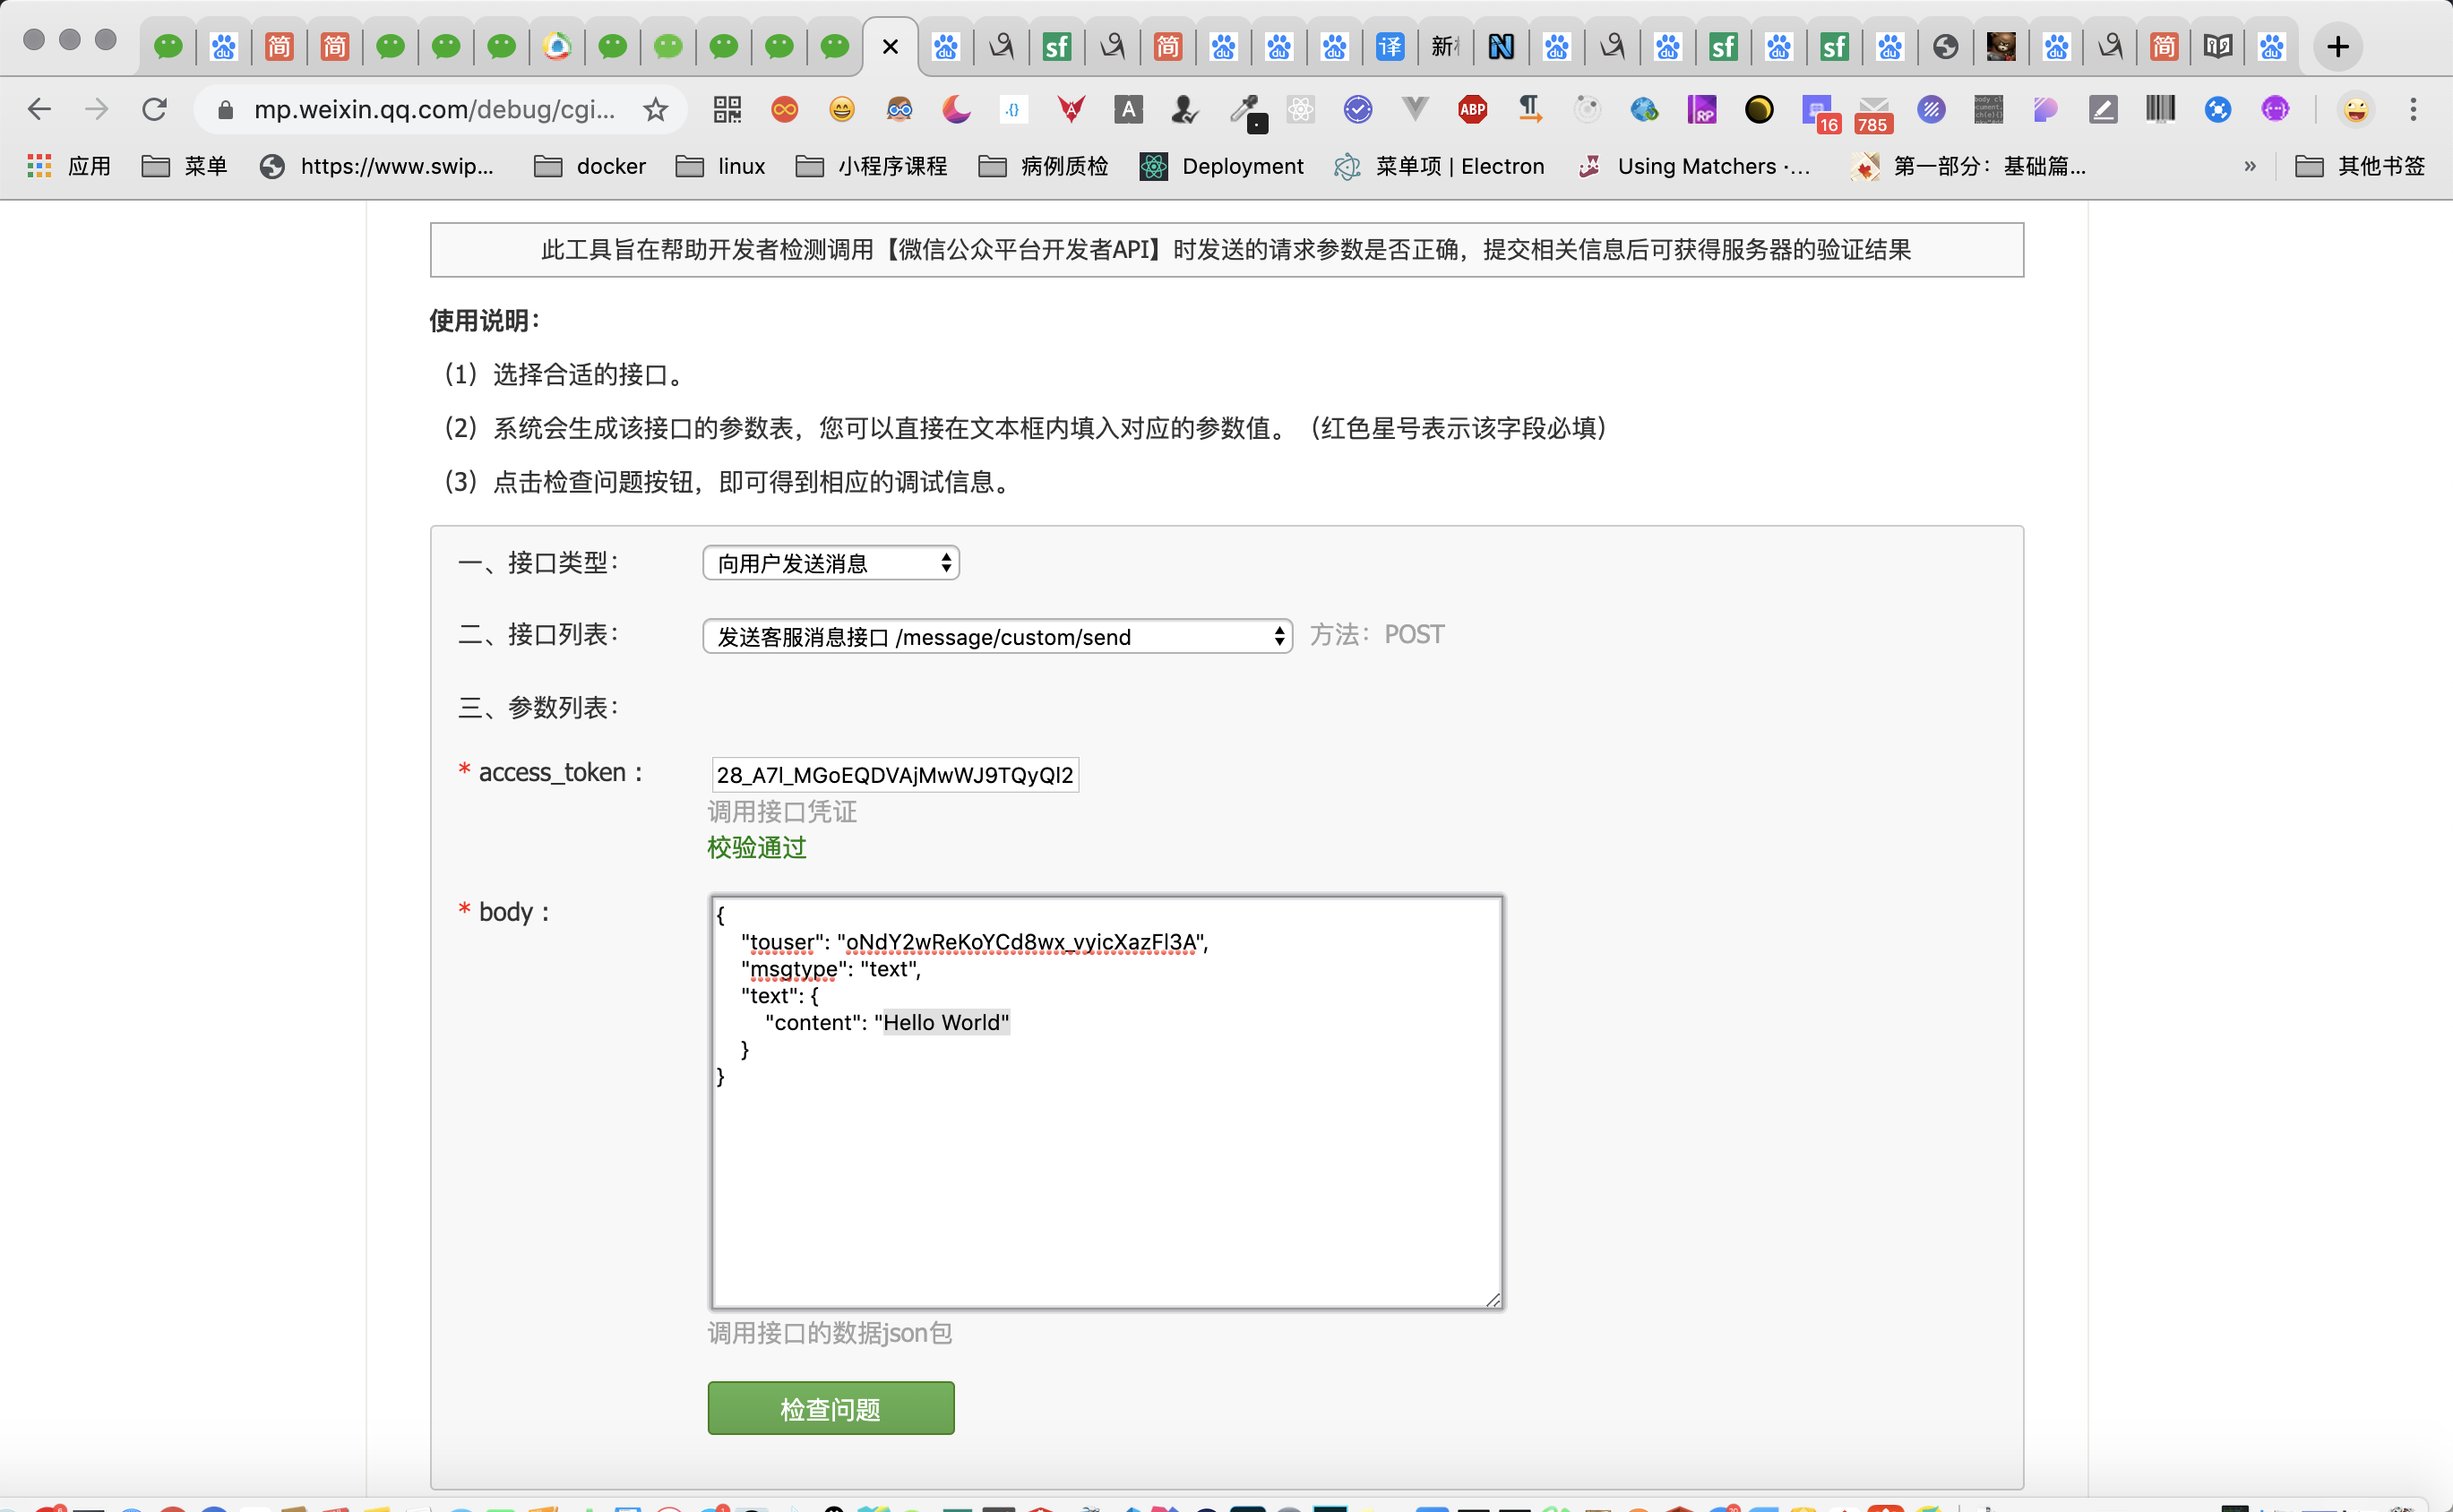 新
mp.weixin.qq.com/debug/cgi...
16
785
应用
菜单
https://www.swip...
docker
linux
小程序课程
病例质检
Deployment
菜单项 | Electron
Using Matchers ·...
第一部分：基础篇...
»
其他书签
此工具旨在帮助开发者检测调用【微信公众平台开发者API】时发送的请求参数是否正确，提交相关信息后可获得服务器的验证结果
使用说明：
（1）选择合适的接口。
（2）系统会生成该接口的参数表，您可以直接在文本框内填入对应的参数值。（红色星号表示该字段必填）
（3）点击检查问题按钮，即可得到相应的调试信息。
一、接口类型： 向用户发送消息
二、接口列表： 发送客服消息接口 /message/custom/send 方法：POST
三、参数列表：
* access_token： 28_A7l_MGoEQDVAjMwWJ9TQyQI2
调用接口凭证
校验通过
* body：
{
"touser": "oNdY2wReKoYCd8wx_vyicXazFl3A",
"msgtype": "text",
"text": {
"content": "Hello World"
}
}
调用接口的数据json包
检查问题